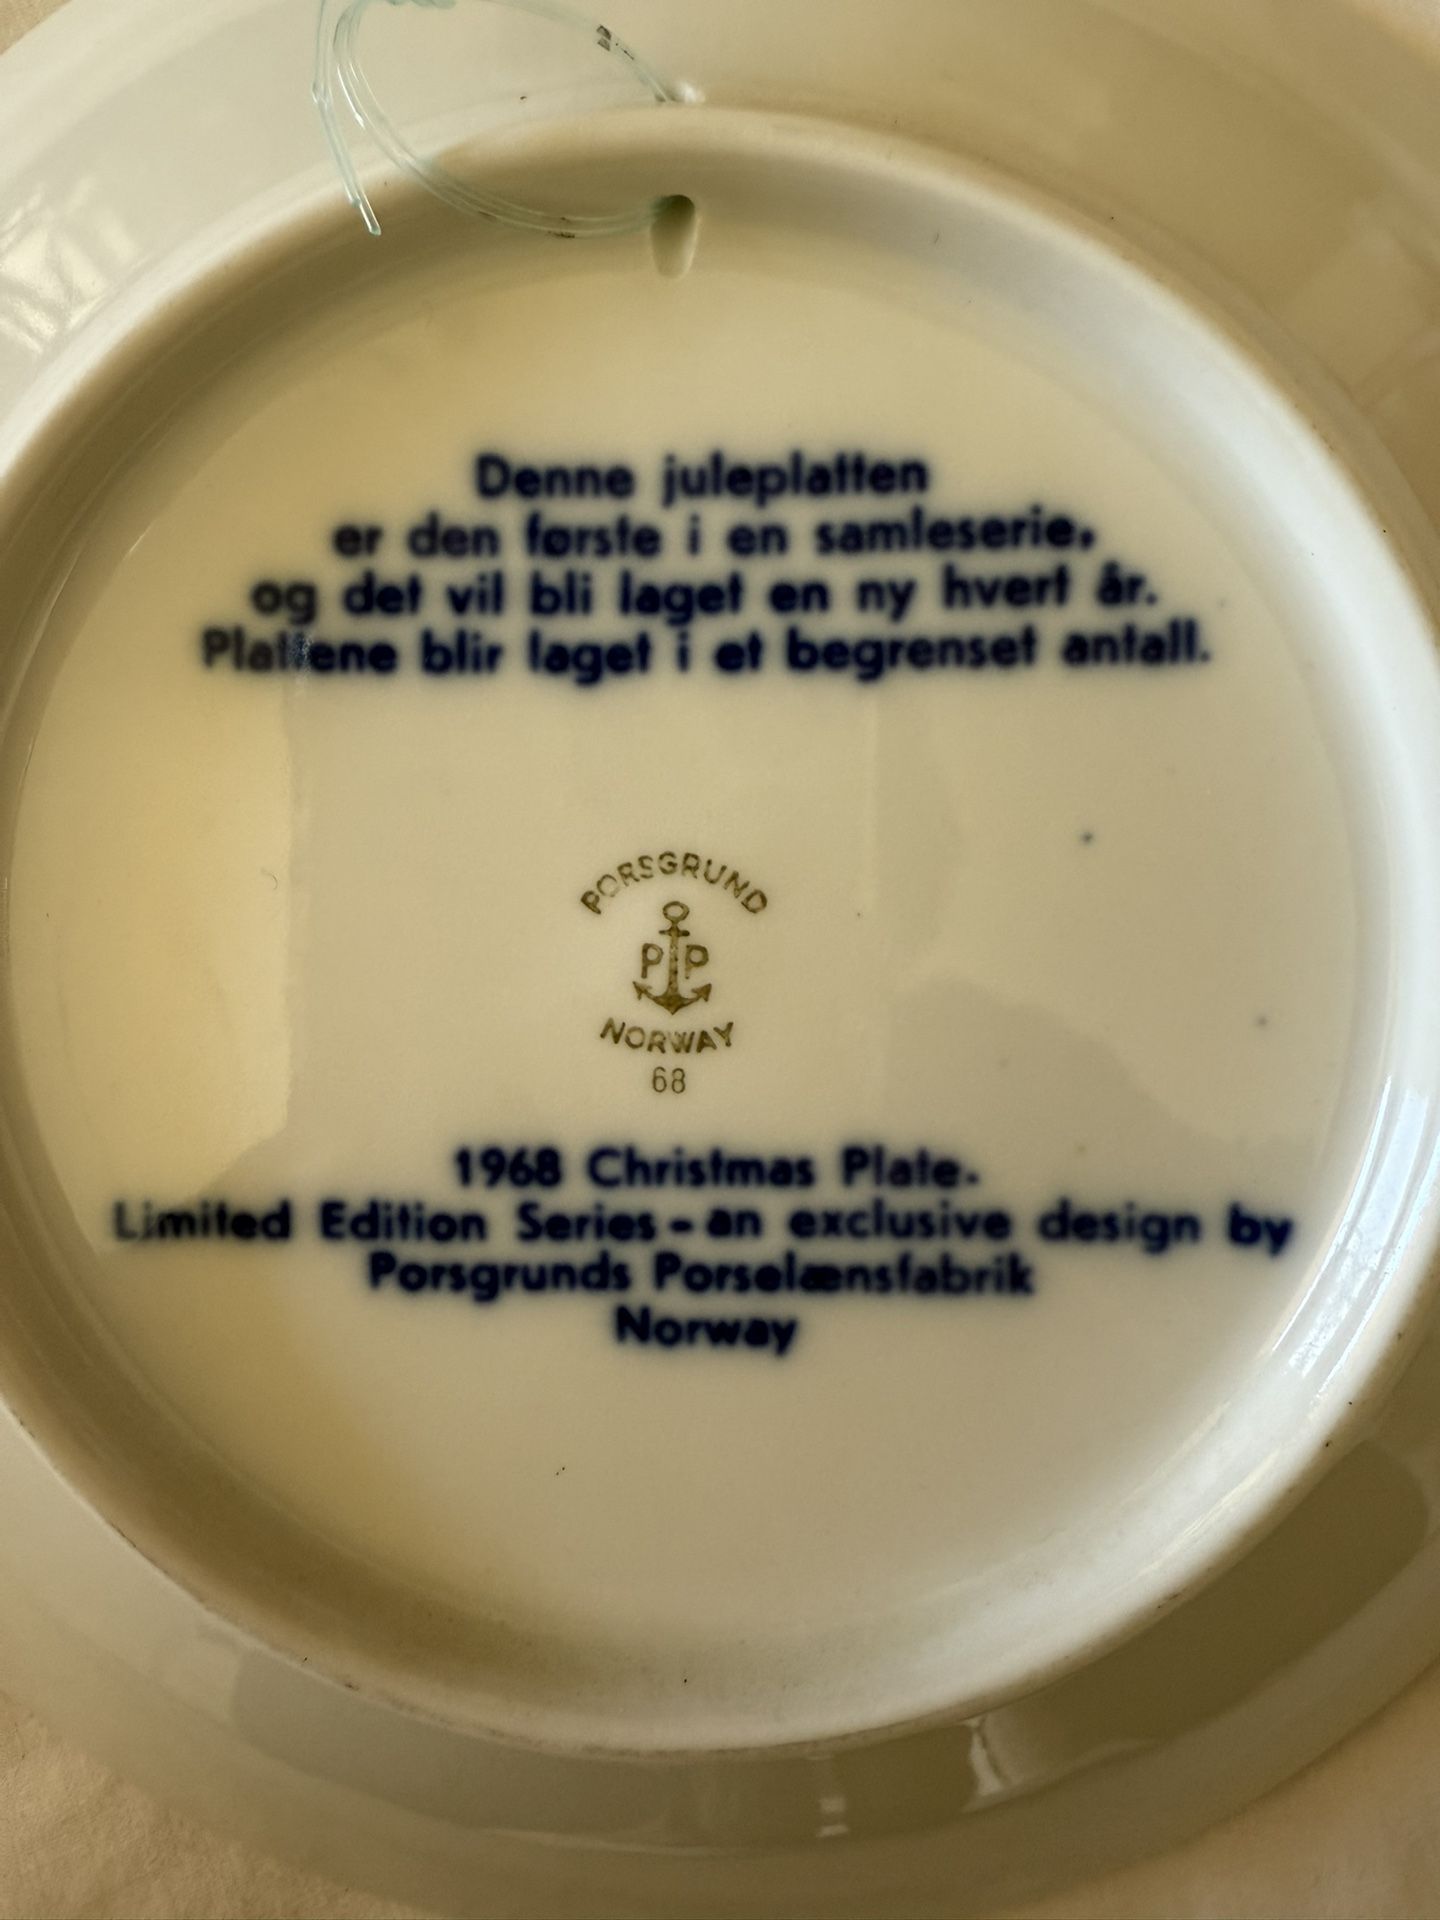 Denne juleplatten
er den første i en samleserie.
og det vil bli laget en ny hvert år.
Plattene blir laget i et begrenset antall.
PORSGRUND
P P
NORWAY
68
1968 Christmas Plate.
Limited Edition Series - an exclusive design by
Porsgrunds Porselænsfabrik
Norway